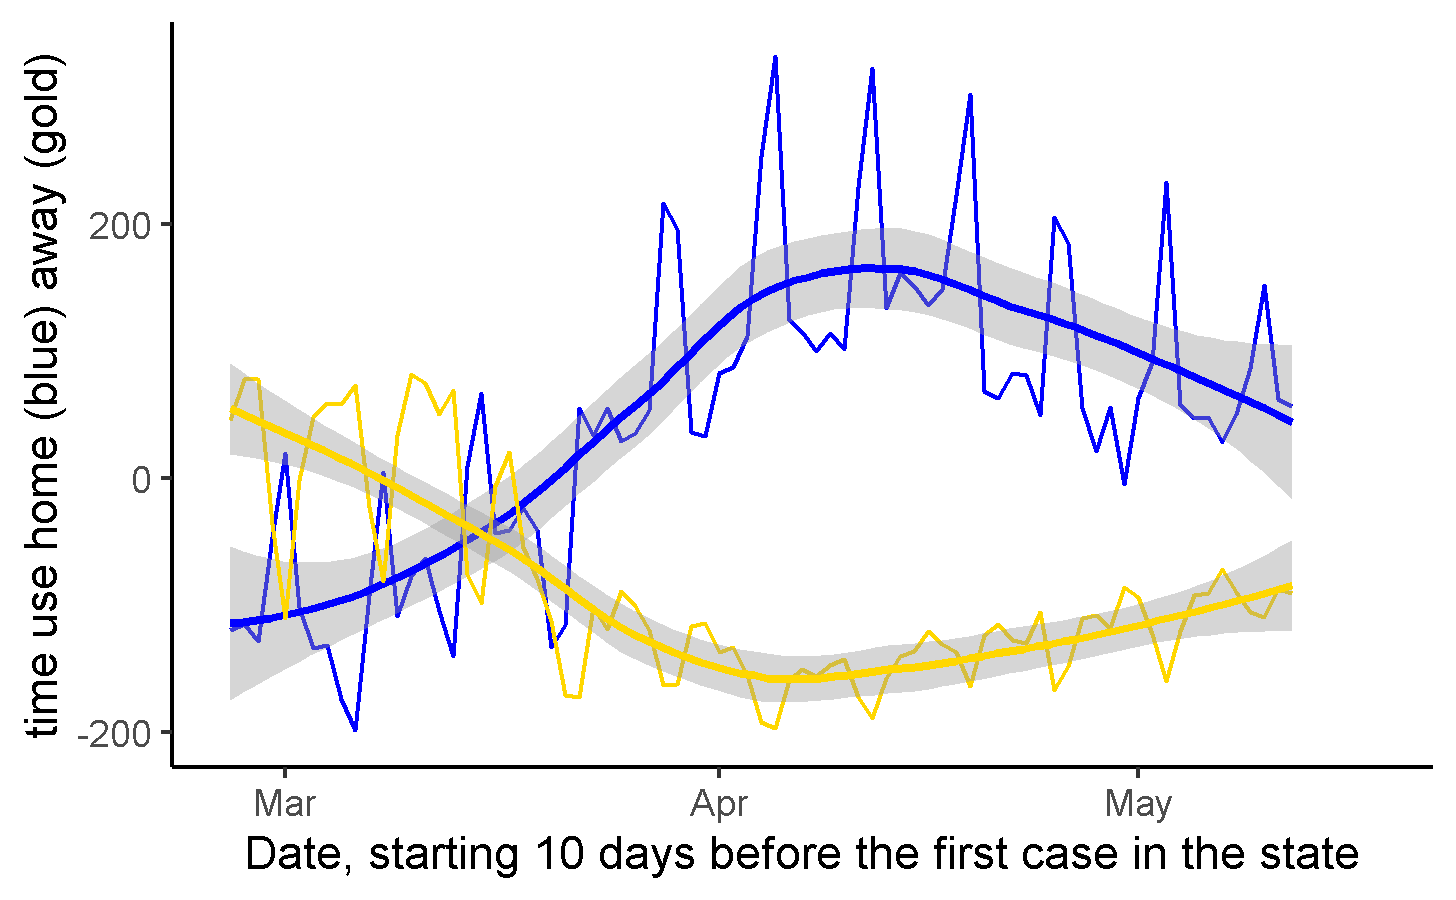 time use home (blue) away (gold)
200
0
-200
Mar
Apr
May
Date, starting 10 days before the first case in the state